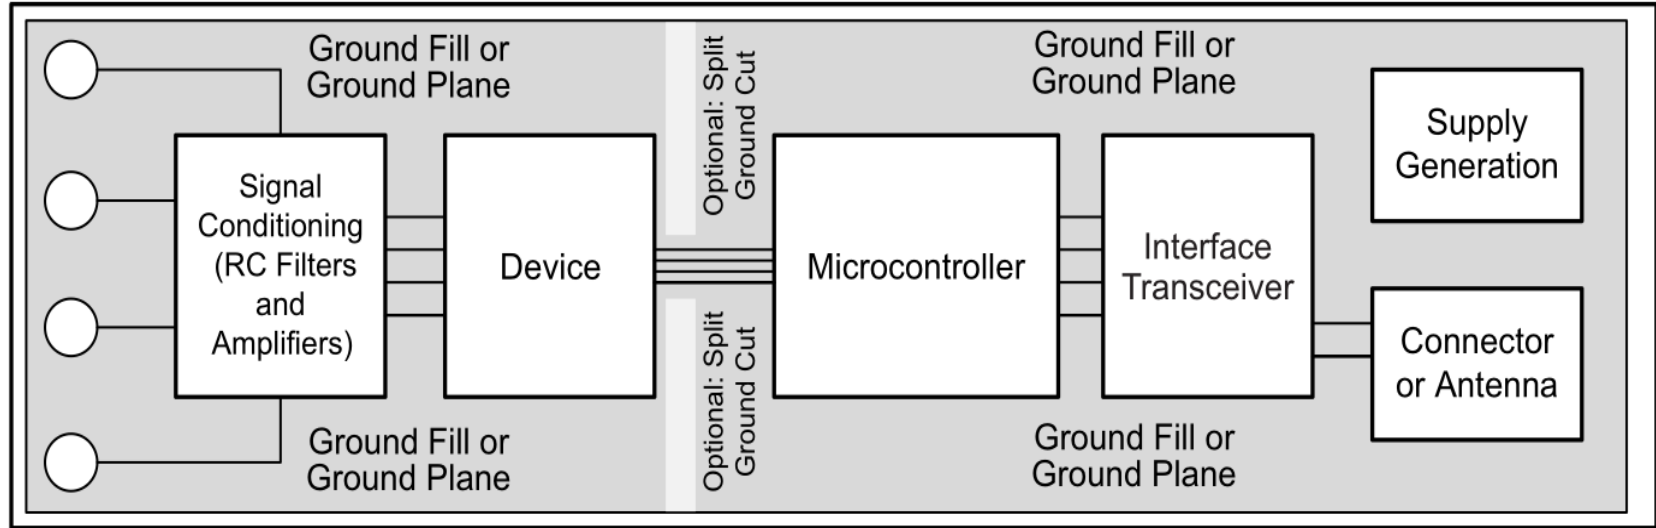 Ground Fill or
Ground Plane
Optional: Split
Ground Cut
Ground Fill or
Ground Plane
Supply
Generation
Signal
Conditioning
(RC Filters
and
Amplifiers)
Device
Microcontroller
Interface
Transceiver
Connector
or Antenna
Ground Fill or
Ground Plane
Optional: Split
Ground Cut
Ground Fill or
Ground Plane